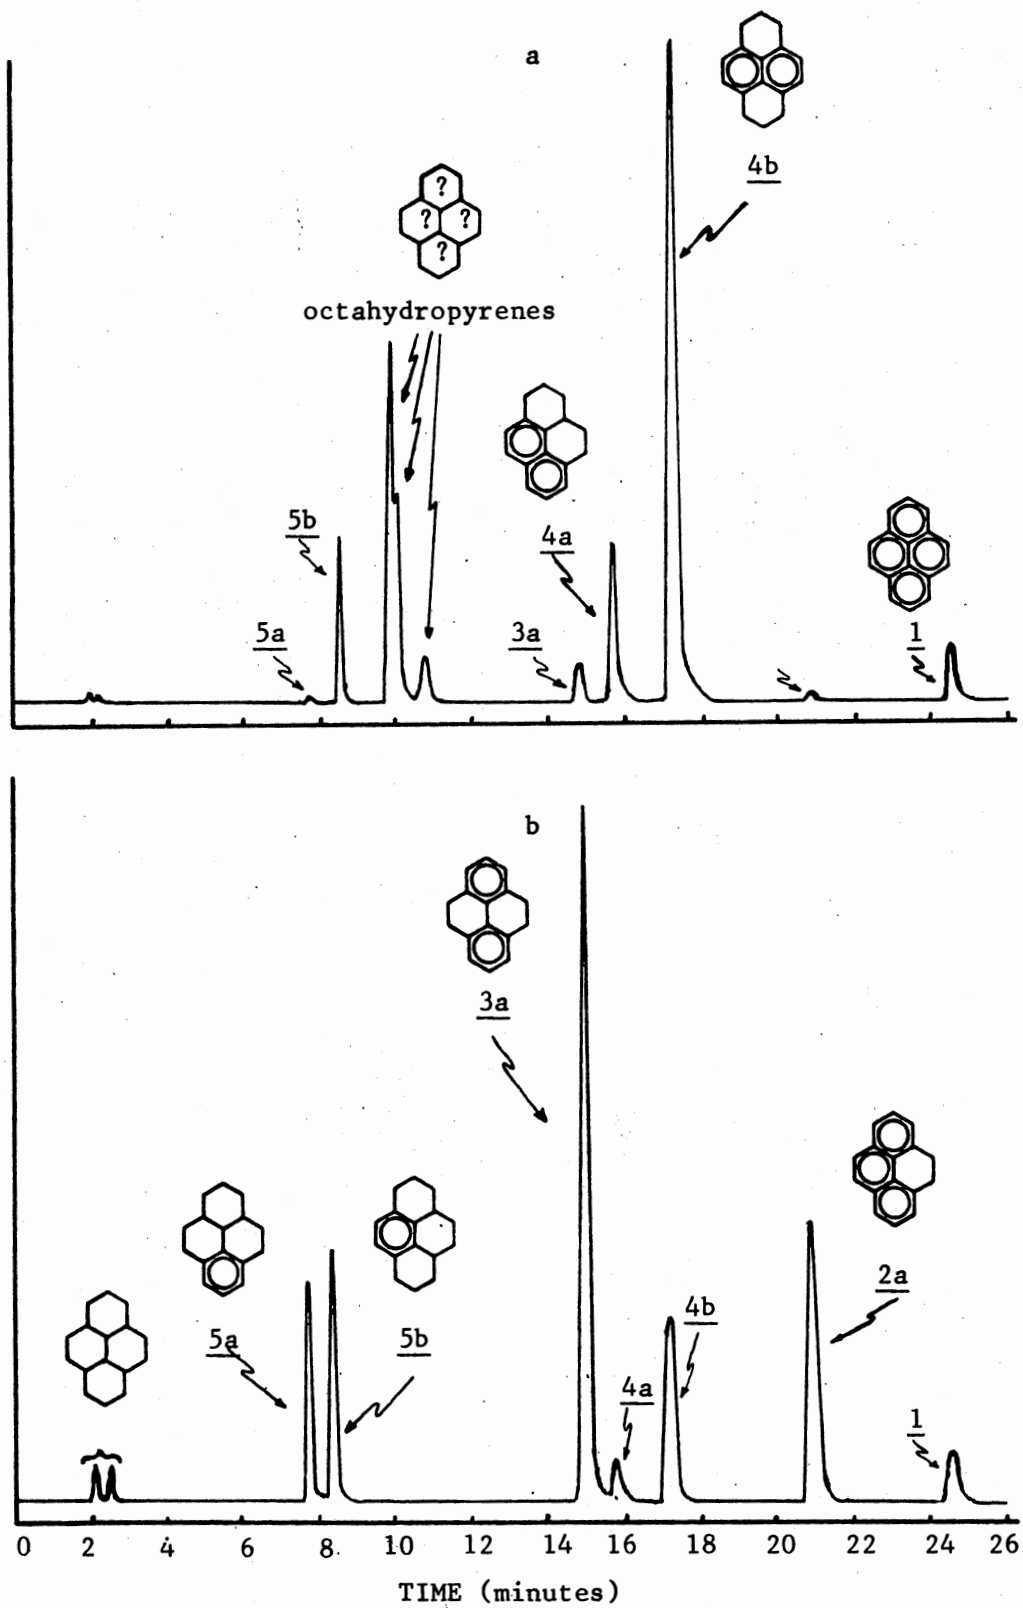 a
4b
? ? ? ?
octahydropyrenes
5b
4a
5a
3a
1
b
3a
2a
5a
5b
4b
4a
1
0 2 4 6 8. 10 12 14 16 18 20 22 24 26
TIME (minutes)